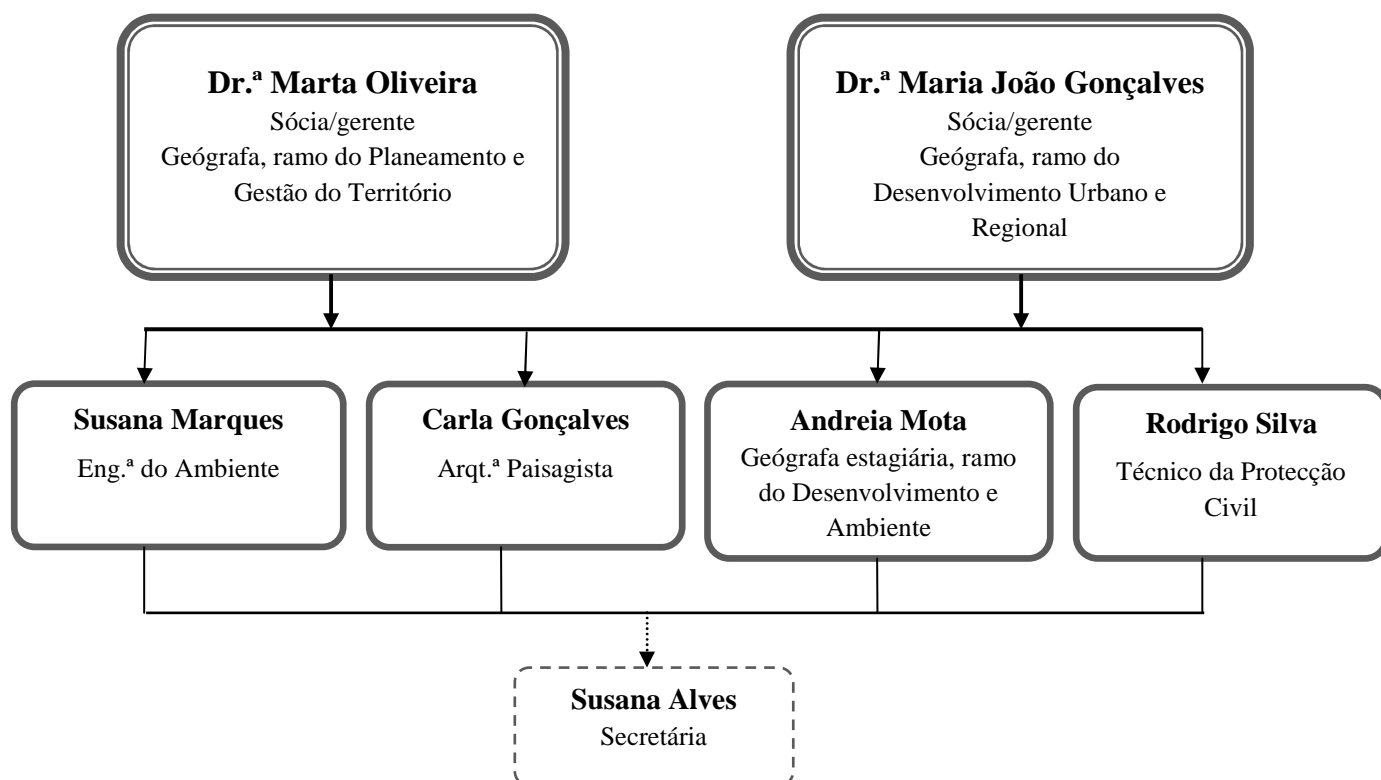 Dr.ª Marta Oliveira
Sócia/gerente
Geógrafa, ramo do Planeamento e
Gestão do Território
Dr.ª Maria João Gonçalves
Sócia/gerente
Geógrafa, ramo do
Desenvolvimento Urbano e
Regional
Susana Marques
Eng.ª do Ambiente
Carla Gonçalves
Arqt.ª Paisagista
Andreia Mota
Geógrafa estagiária, ramo
do Desenvolvimento e
Ambiente
Rodrigo Silva
Técnico da Protecção
Civil
Susana Alves
Secretária